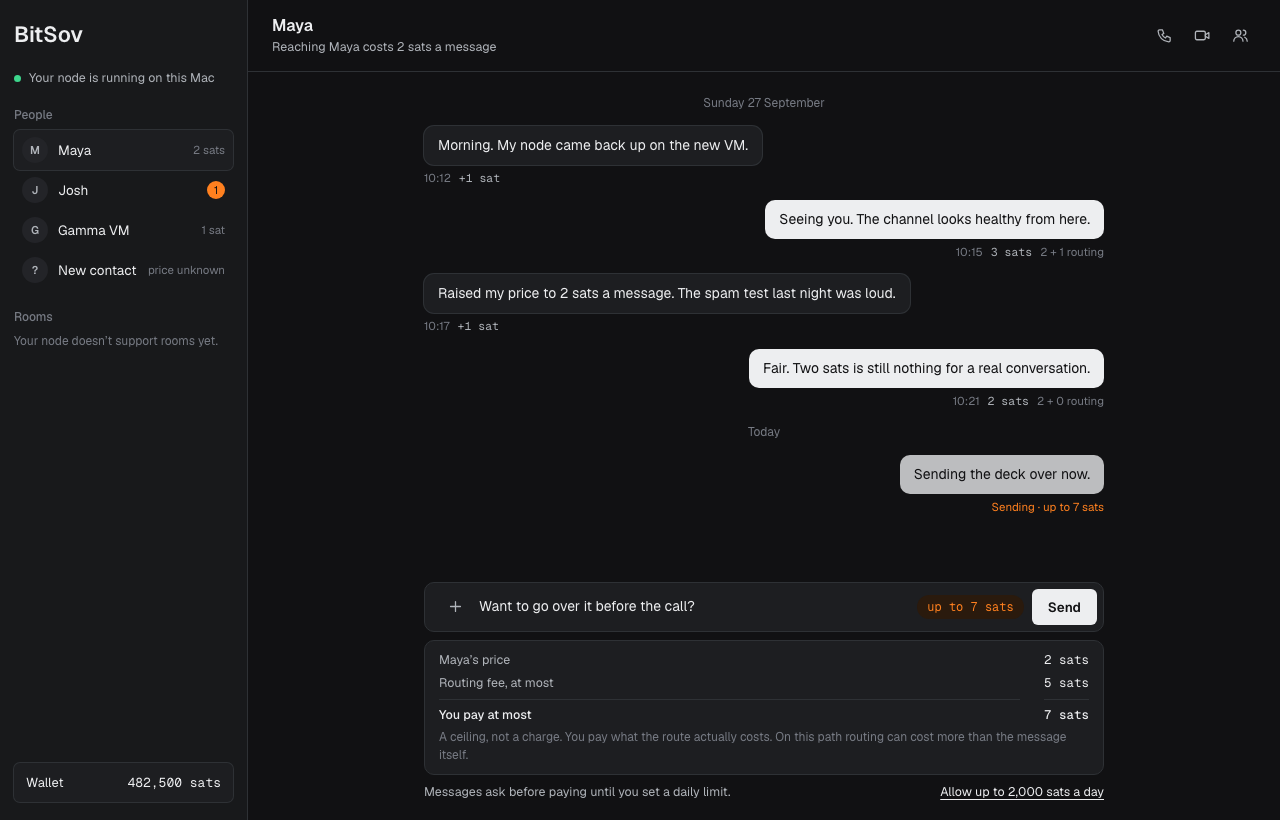 BitSov
Your node is running on this Mac
People
M Maya 2 sats
J Josh 1
G Gamma VM 1 sat
? New contact price unknown
Rooms
Your node doesn't support rooms yet.
Wallet 482,500 sats
Maya
Reaching Maya costs 2 sats a message
Sunday 27 September
Morning. My node came back up on the new VM.
10:12 +1 sat
Seeing you. The channel looks healthy from here.
10:15 3 sats 2 + 1 routing
Raised my price to 2 sats a message. The spam test last night was loud.
10:17 +1 sat
Fair. Two sats is still nothing for a real conversation.
10:21 2 sats 2 + 0 routing
Today
Sending the deck over now.
Sending · up to 7 sats
Want to go over it before the call? up to 7 sats Send
Maya's price 2 sats
Routing fee, at most 5 sats
You pay at most 7 sats
A ceiling, not a charge. You pay what the route actually costs. On this path routing can cost more than the message
itself.
Messages ask before paying until you set a daily limit. Allow up to 2,000 sats a day